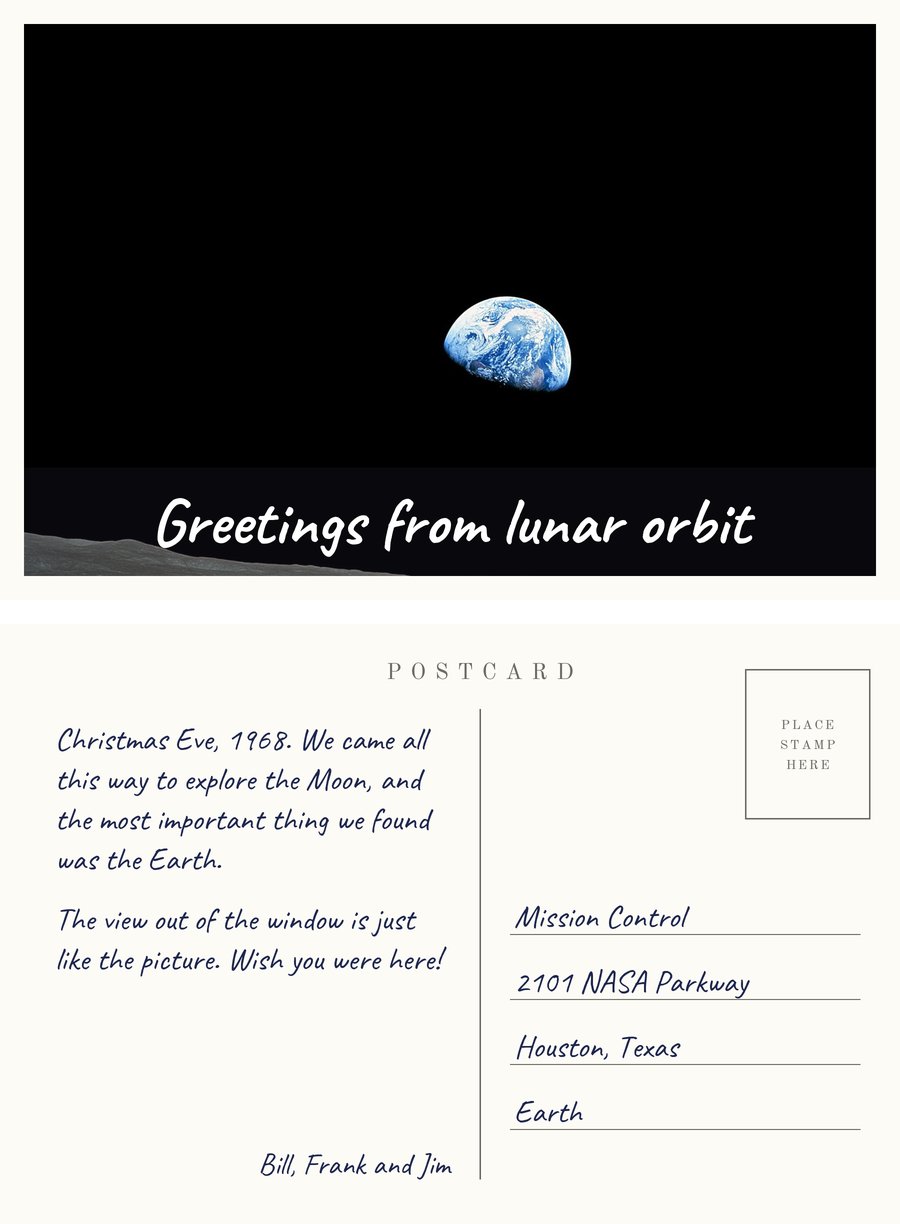 Greetings from lunar orbit
POSTCARD
PLACE
STAMP
HERE
Christmas Eve, 1968. We came all
this way to explore the Moon, and
the most important thing we found
was the Earth.
The view out of the window is just
like the picture. Wish you were here!
Bill, Frank and Jim
Mission Control
2101 NASA Parkway
Houston, Texas
Earth